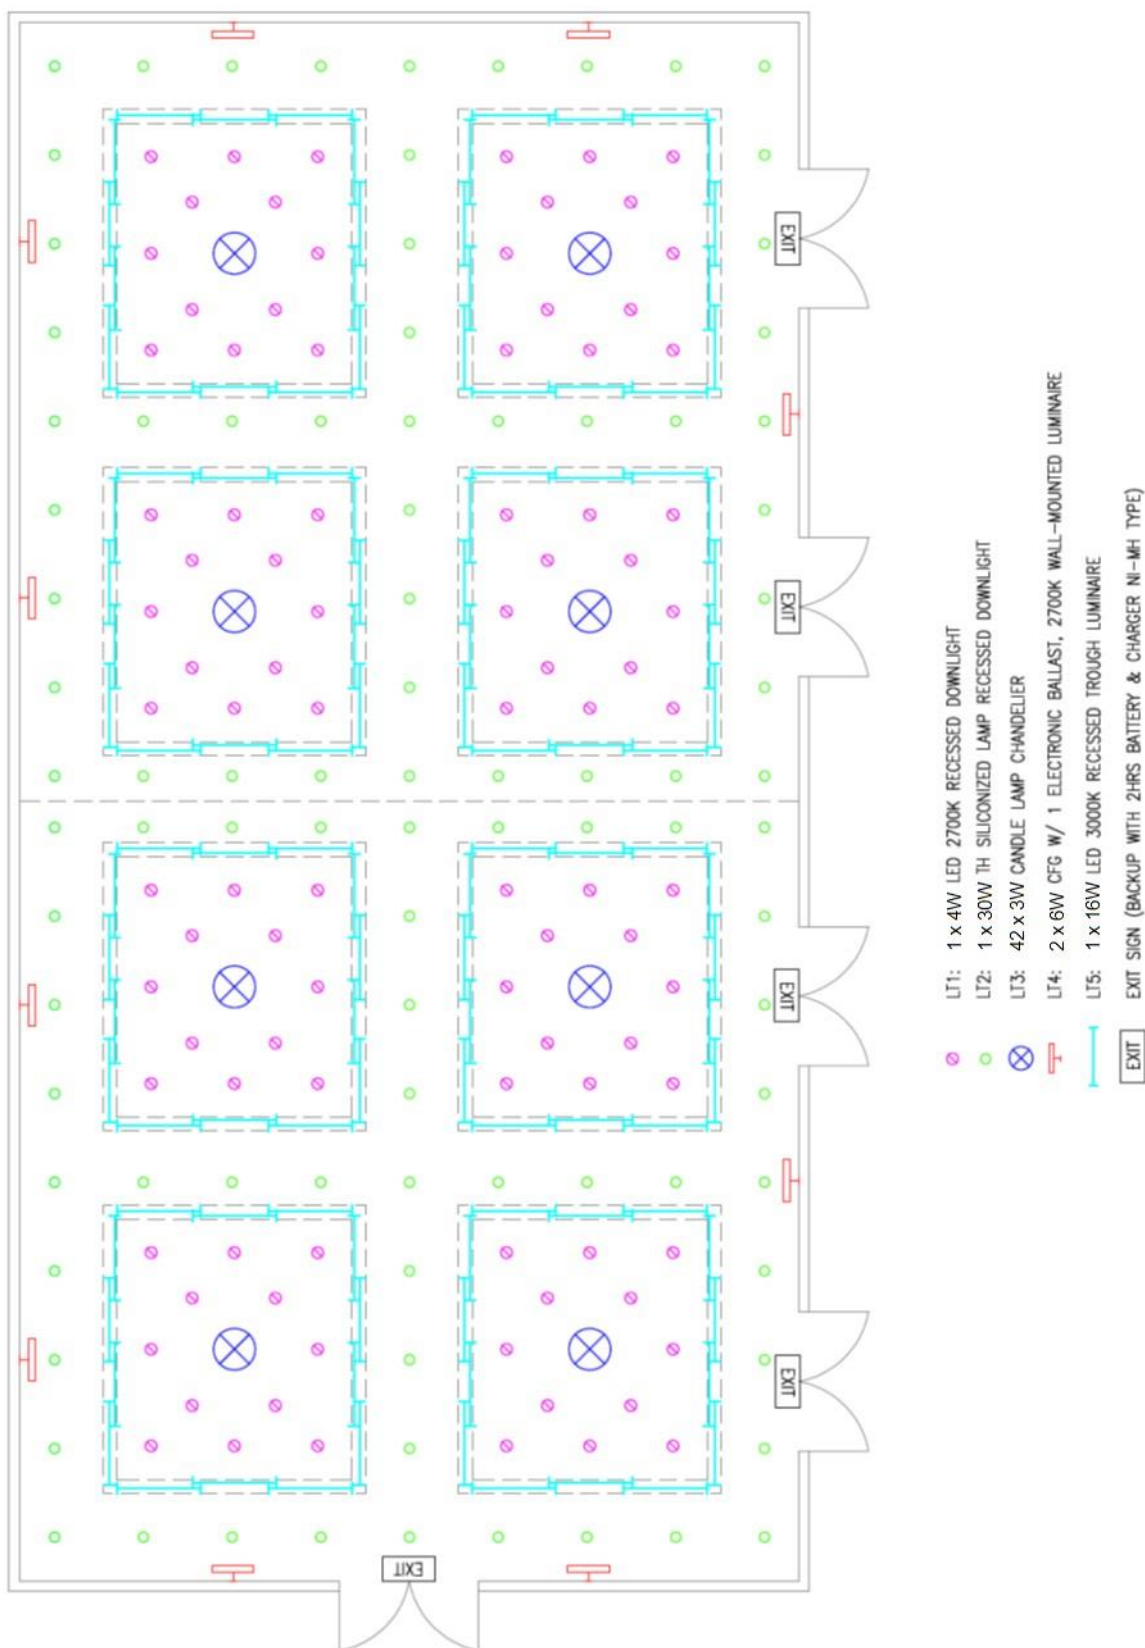 EXIT
EXIT
EXIT
EXIT
EXIT
LT1: 1 x 4W LED 2700K RECESSED DOWNLIGHT
LT2: 1 x 30W TH SILICONIZED LAMP RECESSED DOWNLIGHT
LT3: 42 x 3W CANDLE LAMP CHANDELIER
LT4: 2 x 6W CFG W/ 1 ELECTRONIC BALLAST, 2700K WALL-MOUNTED LUMINAIRE
LT5: 1 x 16W LED 3000K RECESSED TROUGH LUMINAIRE
EXIT EXIT SIGN (BACKUP WITH 2HRS BATTERY & CHARGER NI-MH TYPE)